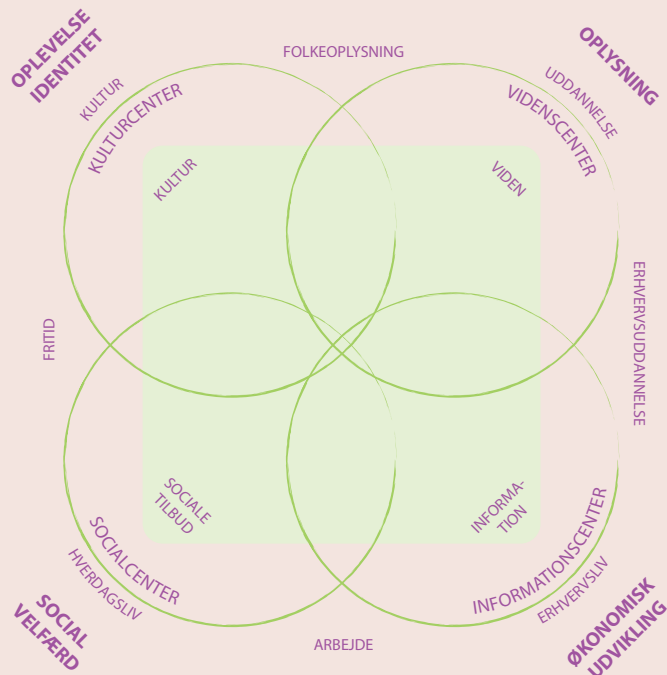 OPLEVELSE
IDENTITET
FOLKEOPLYSNING
OPLYSNING
KULTUR
KULTURCENTER
UDDANNELSE
VIDENSCENTER
KULTUR
VIDEN
FRITID
ERHVERVSUDDANNELSE
SOCIALE
TILBUD
INFORMA-
TION
SOCIALCENTER
HVERDAGSLIV
INFORMATIONSCENTER
ERHVERVSLIV
SOCIAL
VELFÆRD
ARBEJDE
ØKONOMISK
UDVIKLING